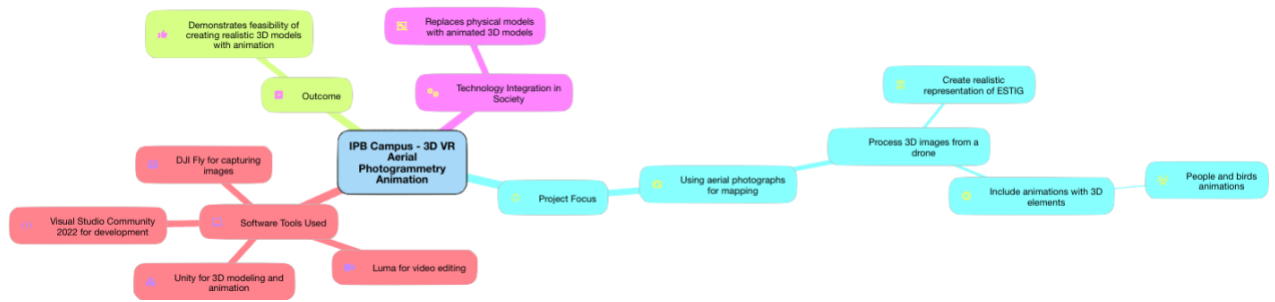 Demonstrates feasibility of
creating realistic 3D models
with animation
Outcome
Replaces physical models
with animated 3D models
Technology Integration in
Society
IPB Campus - 3D VR
Aerial
Photogrammetry
Animation
DJI Fly for capturing
images
Visual Studio Community
2022 for development
Software Tools Used
Unity for 3D modeling and
animation
Luma for video editing
Project Focus
Using aerial photographs
for mapping
Process 3D images from a
drone
Create realistic
representation of ESTIG
Include animations with 3D
elements
People and birds
animations